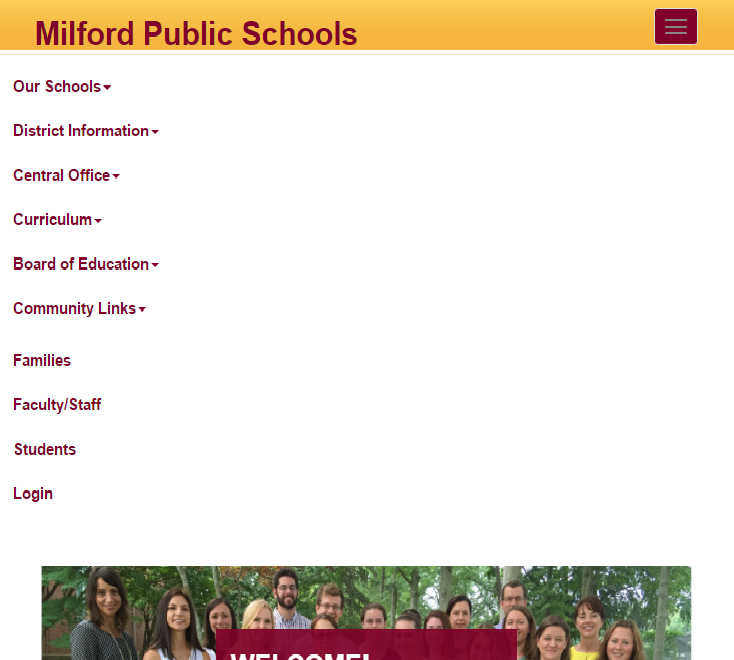 Milford Public Schools
Our Schools
District Information
Central Office
Curriculum
Board of Education
Community Links
Families
Faculty/Staff
Students
Login
WELCOME!